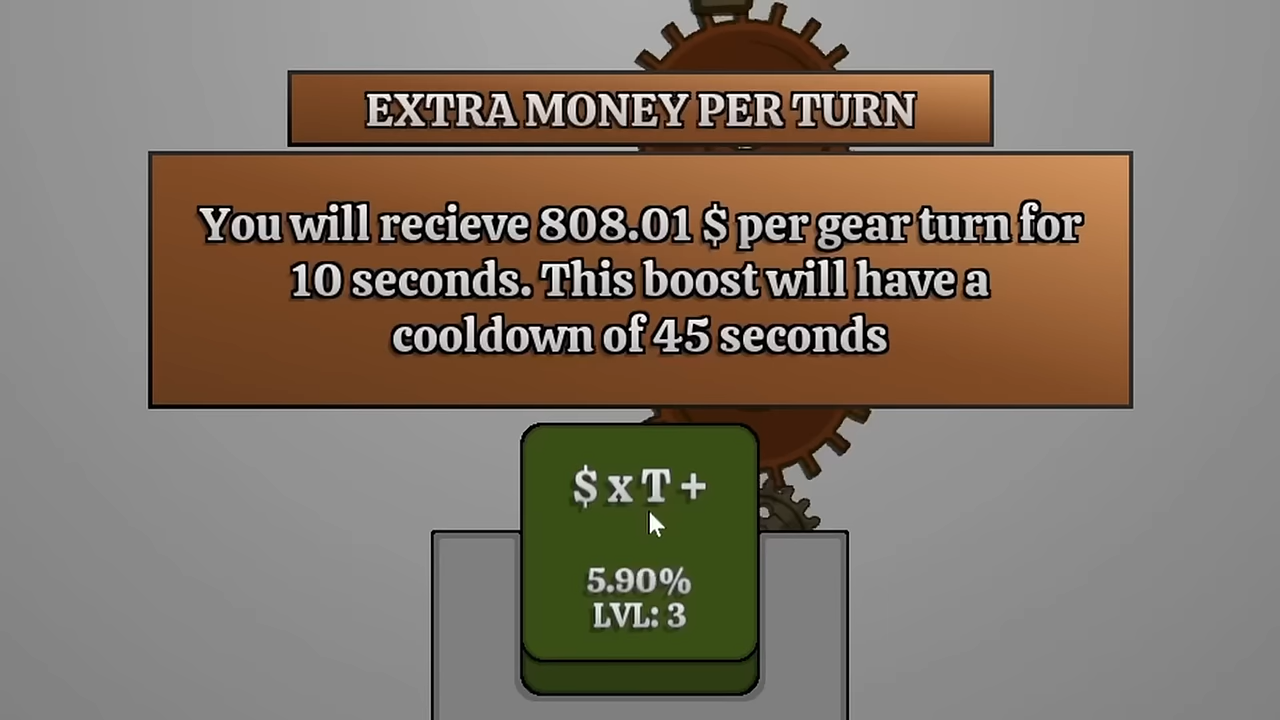 EXTRA MONEY PER TURN
You will recieve 808.01 $ per gear turn for
10 seconds. This boost will have a
cooldown of 45 seconds
$ x T +
5.90%
LVL: 3